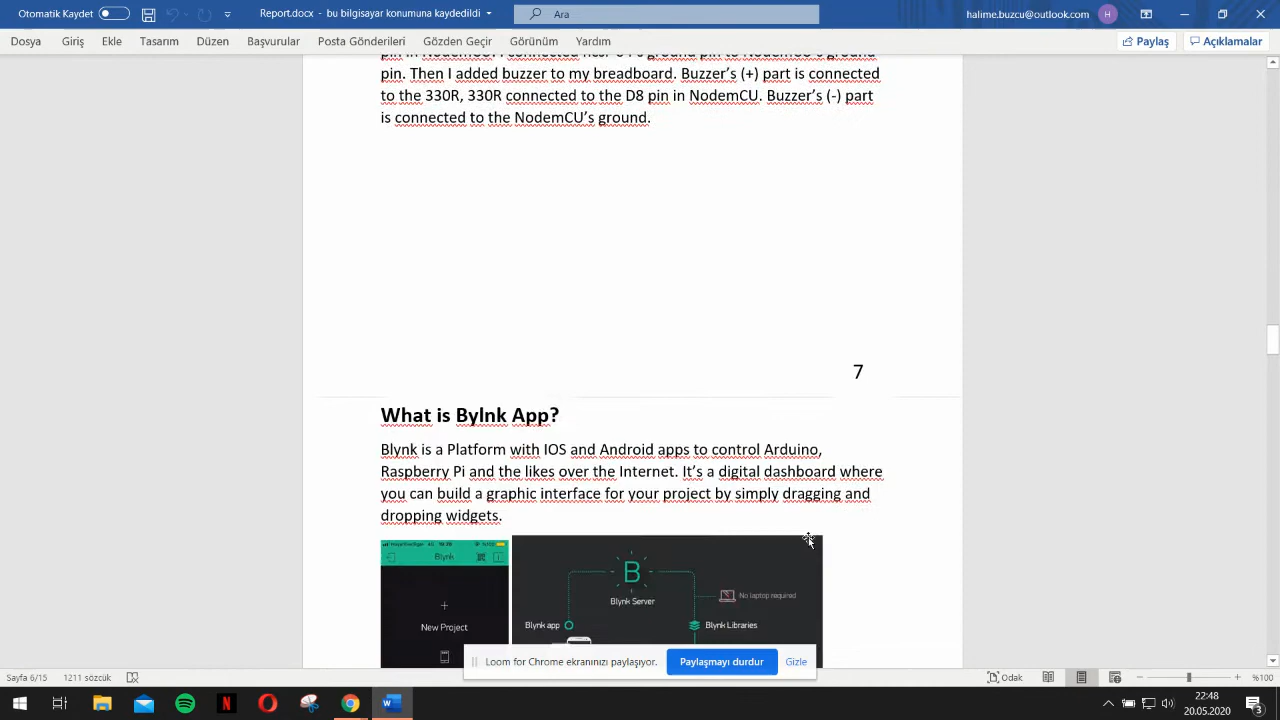 Otomatik Kaydet
Report.docx - bu bilgisayar konumunda...
Ara
halime.buzcu@outlook.com
H
Dosya Giriş Ekle Tasarım Düzen Başvurular Posta Gönderileri Gözden Geçir Görünüm Yardım
Paylaş Açıklamalar
pin. Then I added buzzer to my breadboard. Buzzer's (+) part is connected
to the 330R, 330R connected to the D8 pin in NodemCU. Buzzer's (-) part
is connected to the NodemCU's ground.
7
What is Bylnk App?
Blynk is a Platform with IOS and Android apps to control Arduino,
Raspberry Pi and the likes over the Internet. It's a digital dashboard where
you can build a graphic interface for your project by simply dragging and
dropping widgets.
Blynk
New Project
B
Blynk Server
No laptop required
Blynk app
Blynk Libraries
Loom for Chrome ekranınızı paylaşıyor. Paylaşmayı durdur Gizle
1211 sözcük
Odak
%100
22:48
20.05.2020
3